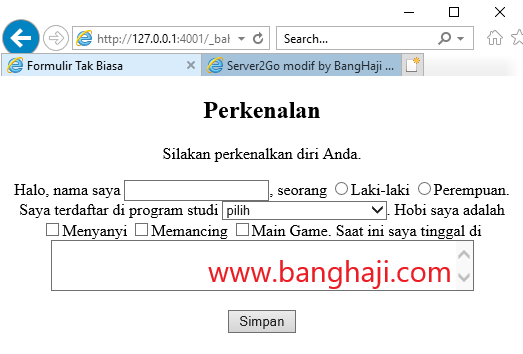 http://127.0.0.1:4001/_bal
Search...
Formulir Tak Biasa
Server2Go modif by BangHaji ...
Perkenalan
Silakan perkenalkan diri Anda.
Halo, nama saya , seorang Laki-laki Perempuan.
Saya terdaftar di program studi pilih . Hobi saya adalah
Menyanyi Memancing Main Game. Saat ini saya tinggal di
www.banghaji.com
Simpan